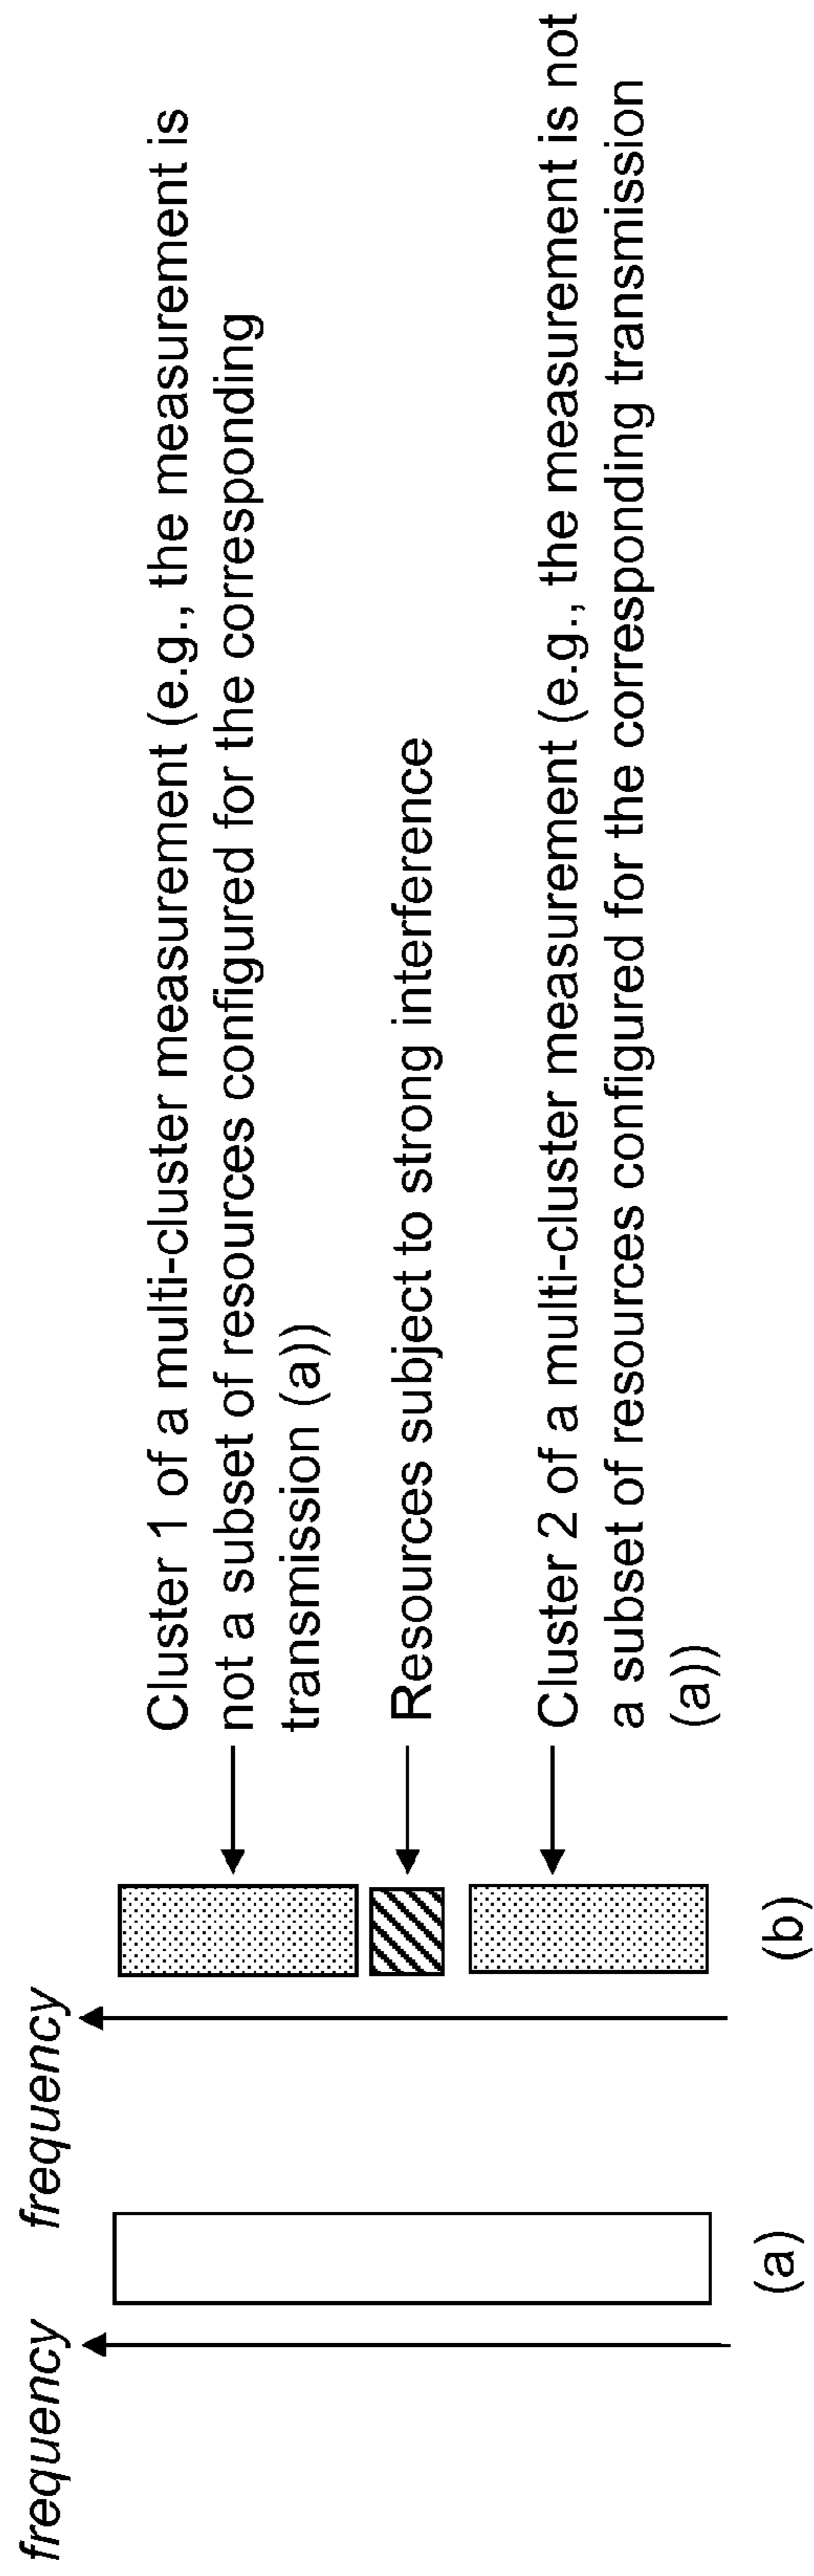 frequency
frequency
Cluster 1 of a multi-cluster measurement (e.g., the measurement is
not a subset of resources configured for the corresponding
transmission (a))
Resources subject to strong interference
Cluster 2 of a multi-cluster measurement (e.g., the measurement is not
a subset of resources configured for the corresponding transmission
(a))
(a)
(b)